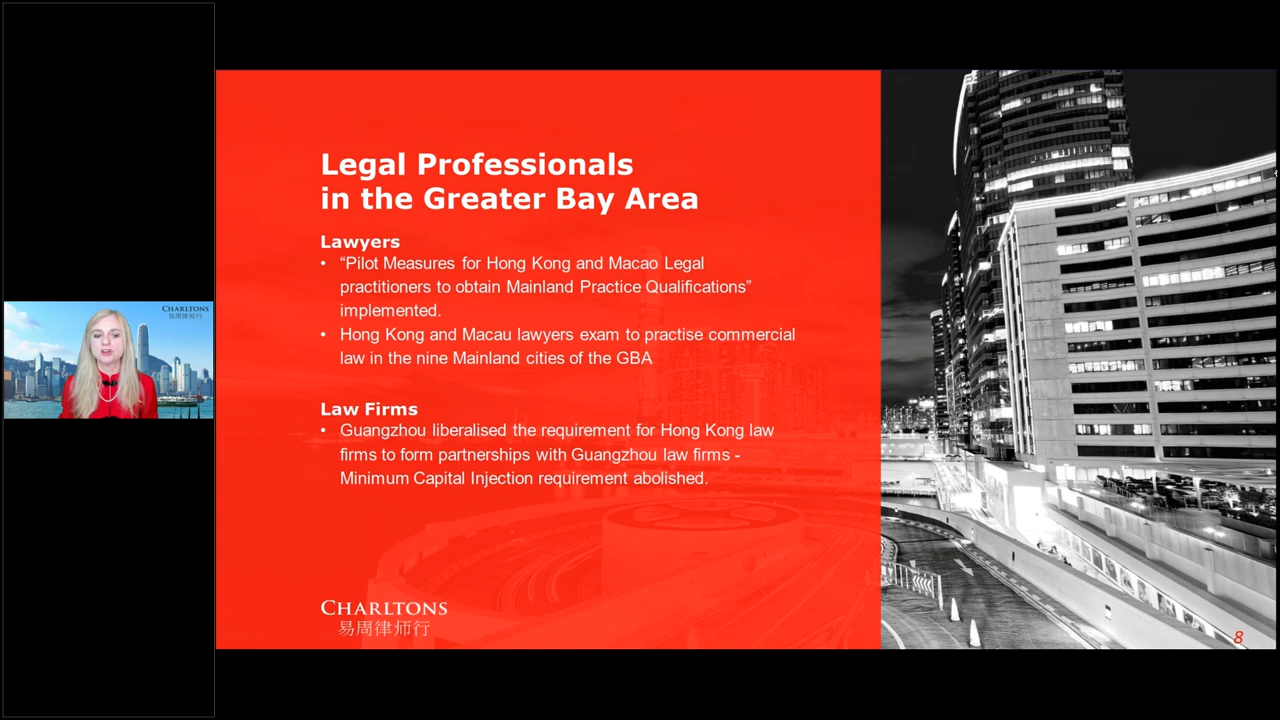 CHARLTONS
易周律师行
Legal Professionals
in the Greater Bay Area
Lawyers
• “Pilot Measures for Hong Kong and Macao Legal
practitioners to obtain Mainland Practice Qualifications”
implemented.
• Hong Kong and Macau lawyers exam to practise commercial
law in the nine Mainland cities of the GBA
Law Firms
• Guangzhou liberalised the requirement for Hong Kong law
firms to form partnerships with Guangzhou law firms -
Minimum Capital Injection requirement abolished.
CHARLTONS
易周律师行
8